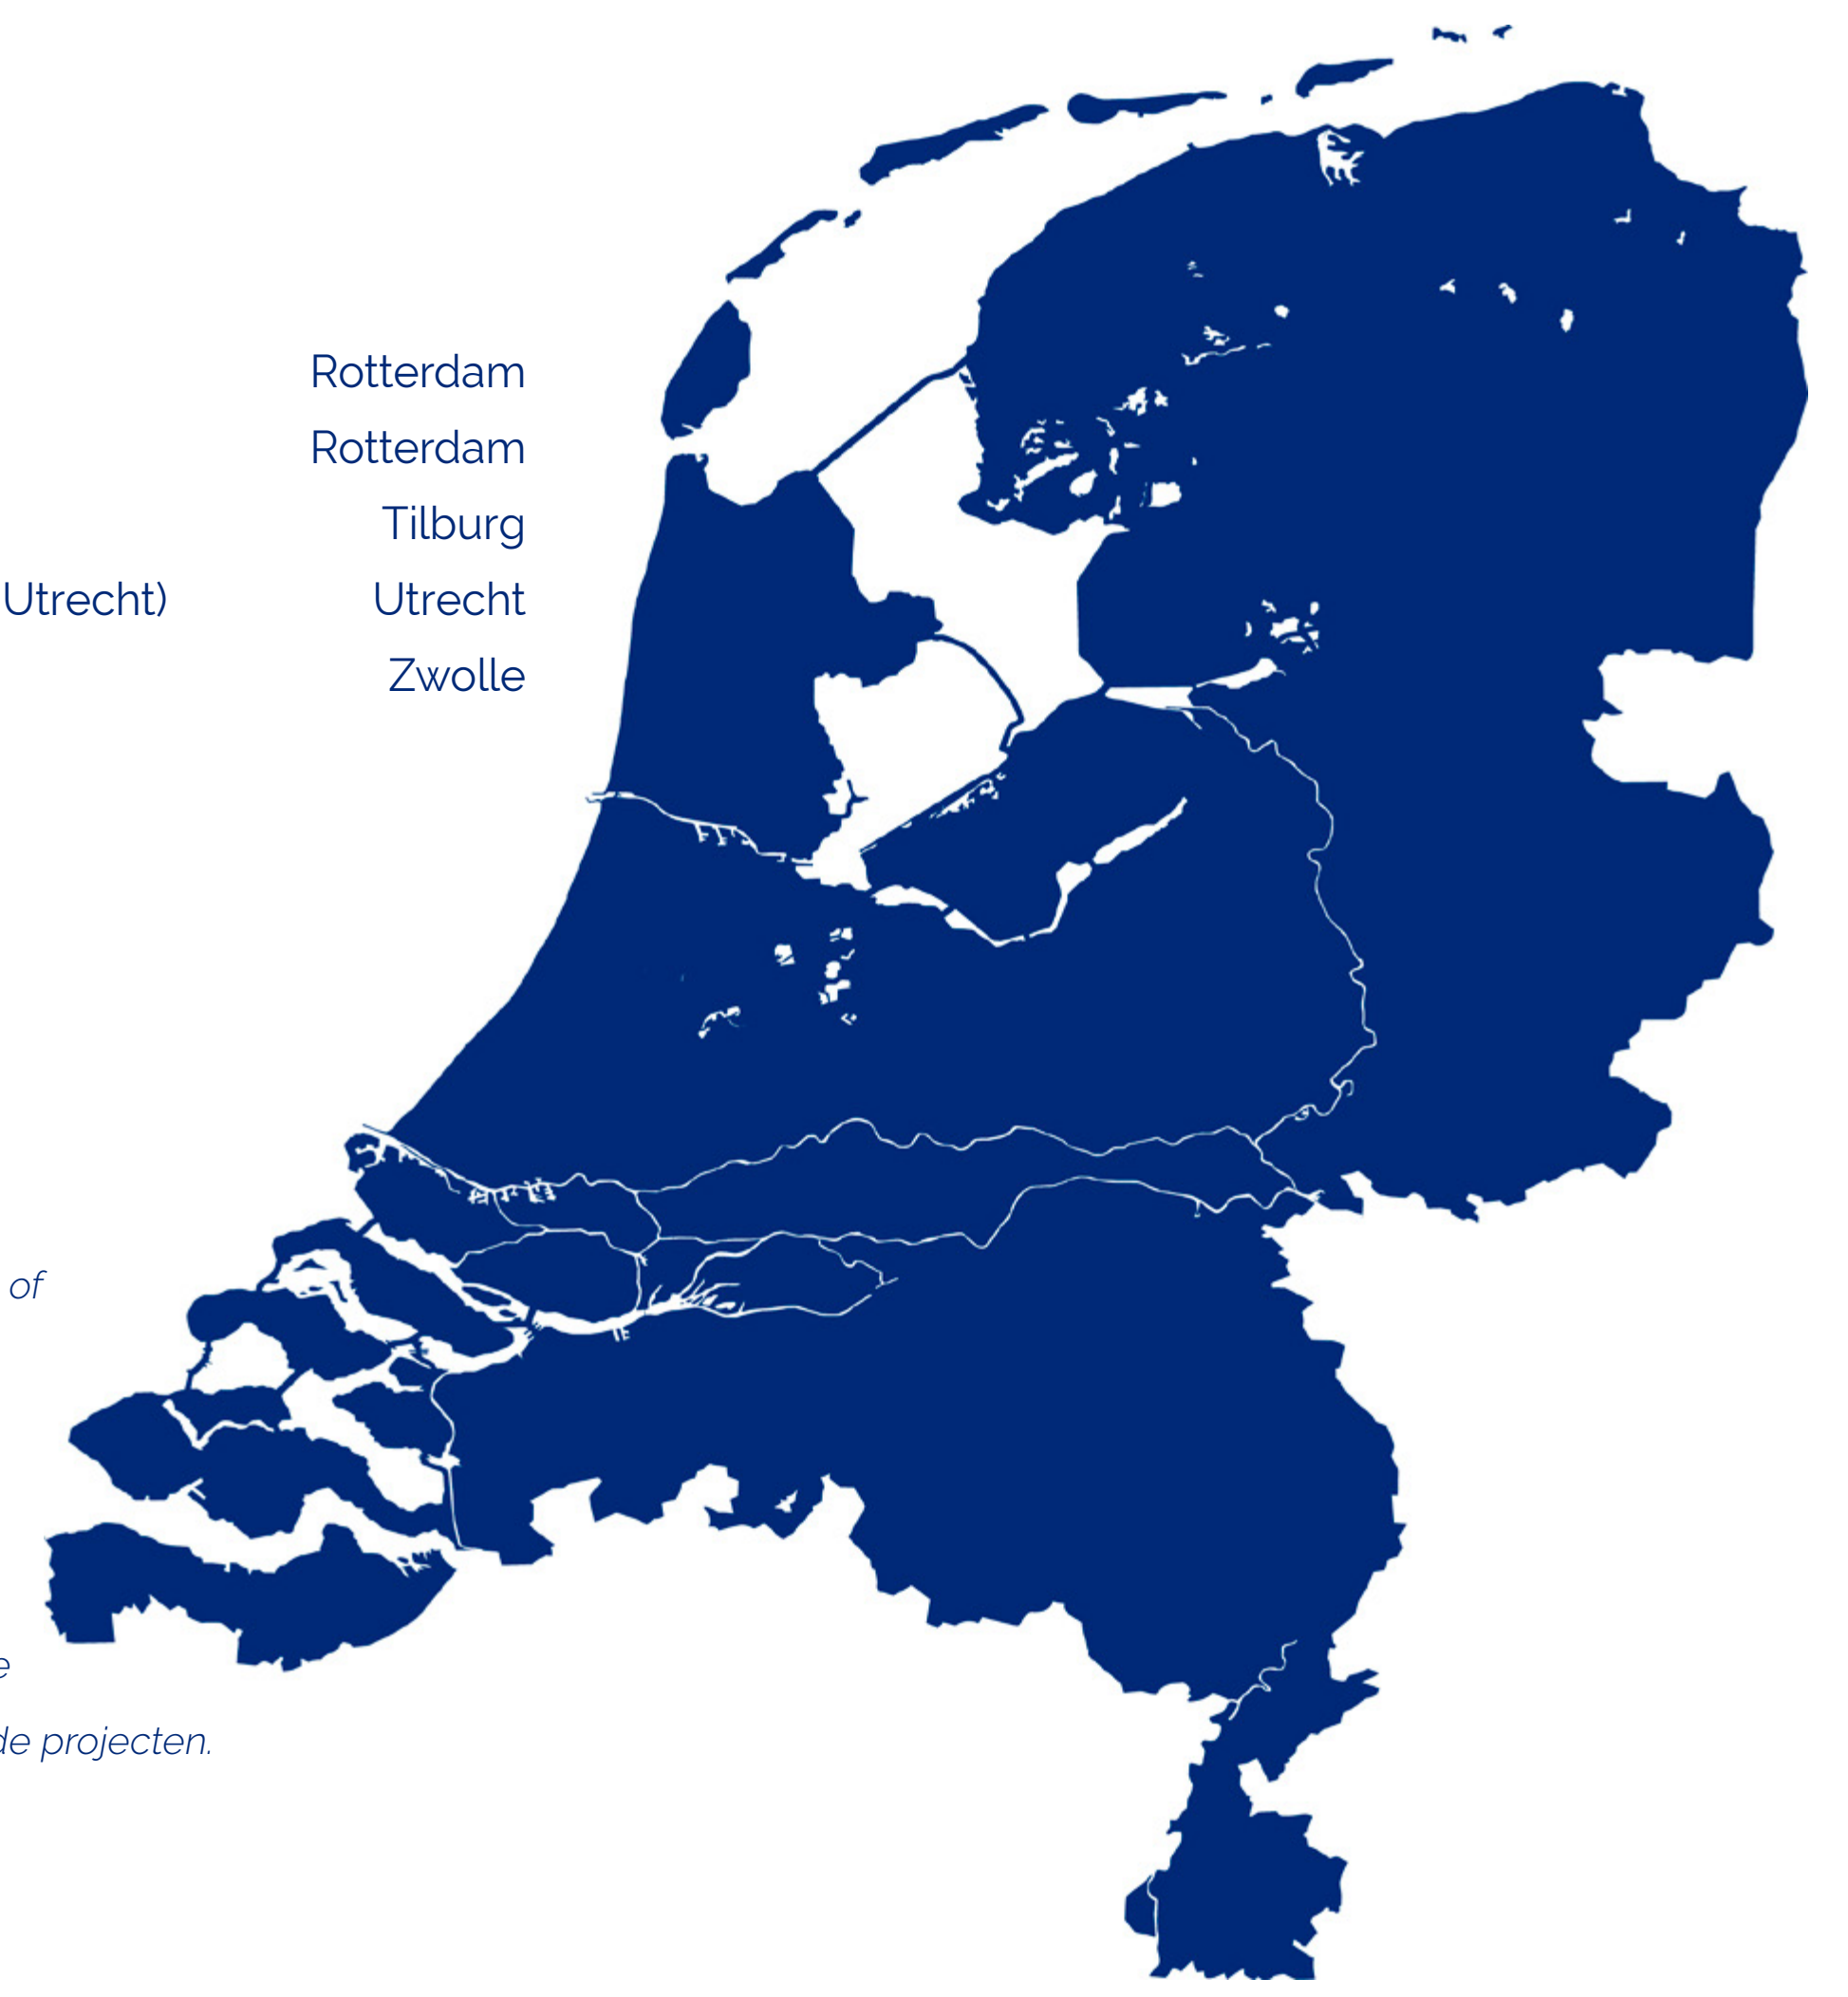 Rotterdam
Rotterdam
Tilburg
Utrecht) Utrecht
Zwolle
of
e
de projecten.